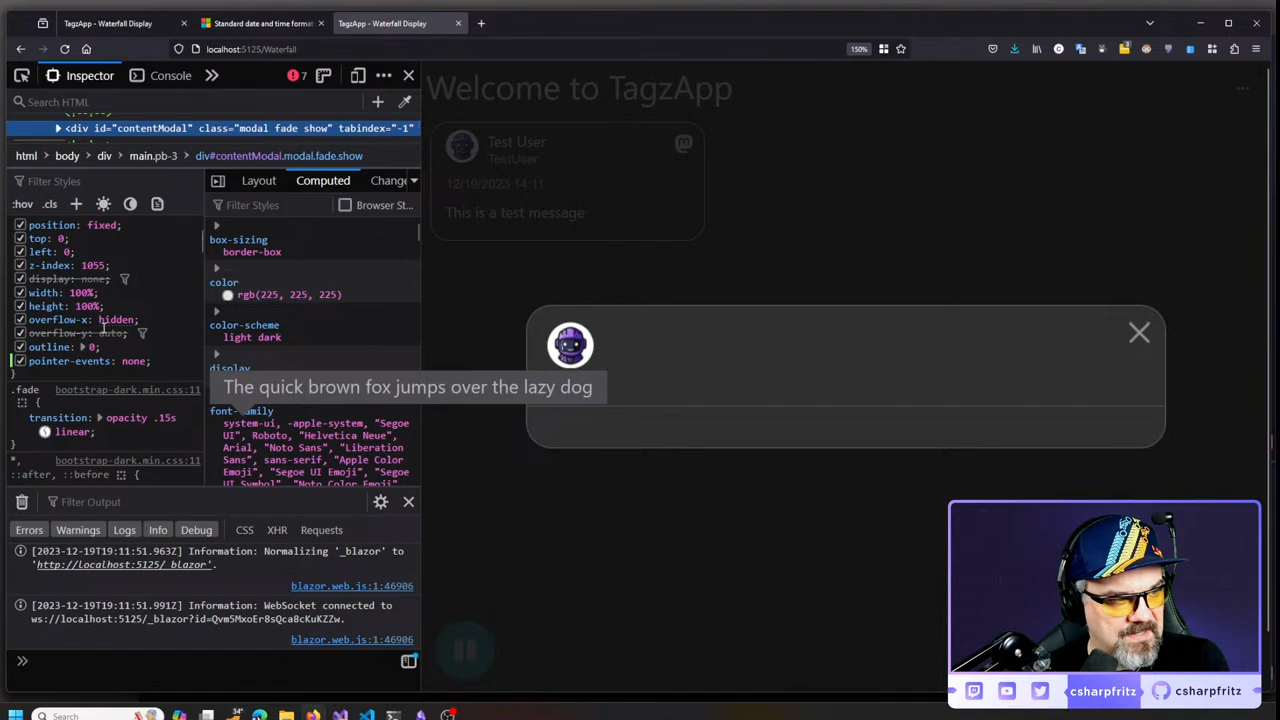 TagzApp - Waterfall Display
Standard date and time format
TagzApp - Waterfall Display
localhost:5125/Waterfall
150%
Inspector
Console
7
Search HTML
<div id="contentModal" class="modal fade show" tabindex="-1"
html
body
div
main.pb-3
div#contentModal.modal.fade.show
Filter Styles
:hov .cls
Layout
Computed
Change
Filter Styles
Browser St...
position: fixed;
top: 0;
left: 0;
z-index: 1055;
display: none;
width: 100%;
height: 100%;
overflow-x: hidden;
overflow-y: auto;
outline: 0;
pointer-events: none;
}
.fade bootstrap-dark.min.css:11
{
transition: opacity .15s
linear;
}
*, bootstrap-dark.min.css:11
::after, ::before {
box-sizing
border-box
color
rgb(225, 225, 225)
color-scheme
light dark
display
The quick brown fox jumps over the lazy dog
font-family
system-ui, -apple-system, "Segoe
UI", Roboto, "Helvetica Neue",
Arial, "Noto Sans", "Liberation
Sans", sans-serif, "Apple Color
Emoji", "Segoe UI Emoji", "Segoe
UI Symbol", "Noto Color Emoji"
Filter Output
Errors
Warnings
Logs
Info
Debug
CSS
XHR
Requests
[2023-12-19T19:11:51.963Z] Information: Normalizing '_blazor' to
'http://localhost:5125/_blazor'.
blazor.web.js:1:46906
[2023-12-19T19:11:51.991Z] Information: WebSocket connected to
ws://localhost:5125/_blazor?id=Qvm5MxoEr8sQca8cKuKZZw.
blazor.web.js:1:46906
Welcome to TagzApp
Test User
TestUser
12/19/2023 14:11
This is a test message
csharpfritz
csharpfritz
Search
34°